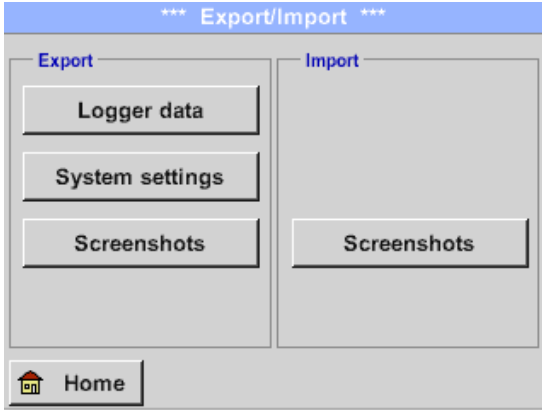 *** Export/Import ***
Export
Logger data
System settings
Screenshots
Import
Screenshots
Home